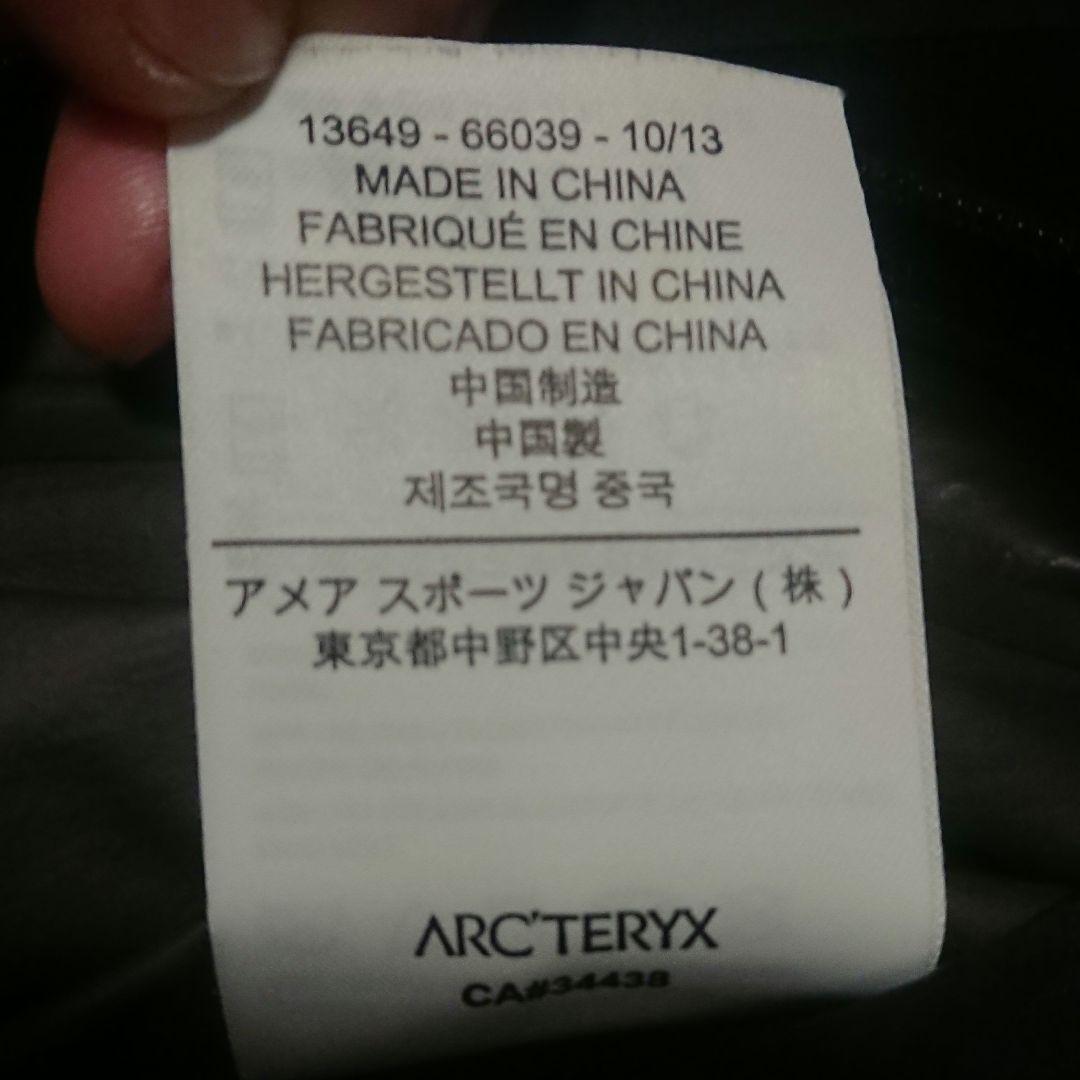 13649 - 66039 - 10/13
MADE IN CHINA
FABRIQUÉ EN CHINE
HERGESTELLT IN CHINA
FABRICADO EN CHINA
中国制造
中国製
제조국명 중국
アメア スポーツ ジャパン ( 株 )
東京都中野区中央1-38-1
ARC'TERYX
CA#34438